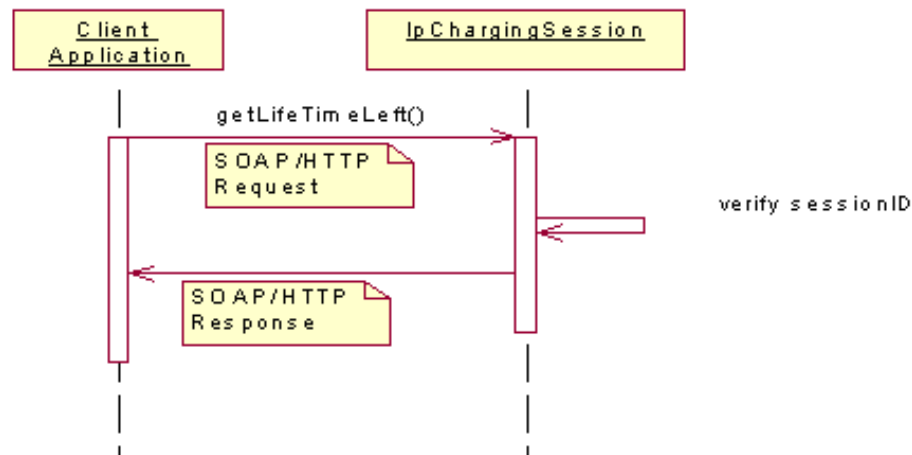 Client
Application
IpChargingSession
getLifeTimeLeft()
SOAP/HTTP
Request
verify sessionID
SOAP/HTTP
Response